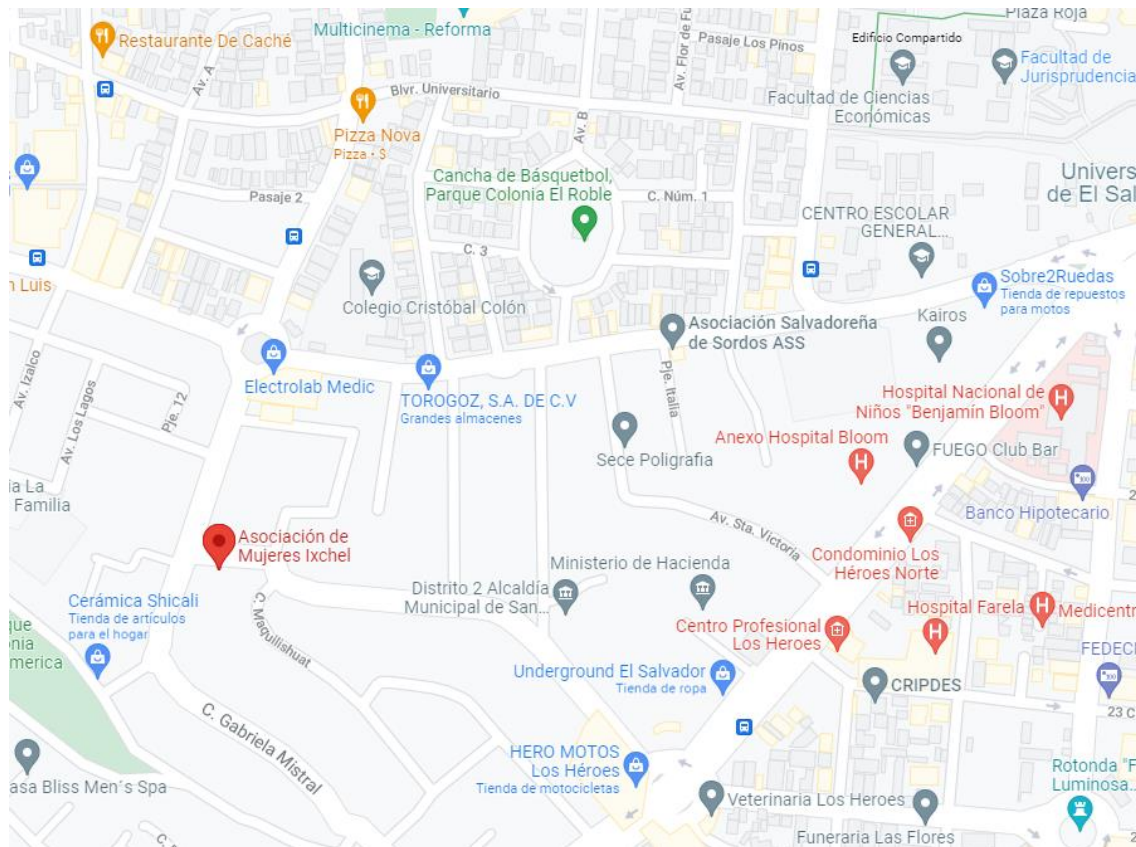 Plaza Roja
Multicinema - Reforma
Restaurante De Caché
Edificio Compartido
Pasaje Los Pinos
Av. Flor de Fu
Facultad de
Jurisprudencia
Av. A
Blvr. Universitario
Facultad de Ciencias
Económicas
Av. B
Pizza Nova
Pizza • $
Univers
de El Sal
Cancha de Básquetbol,
Parque Colonia El Roble
C. Núm. 1
Pasaje 2
CENTRO ESCOLAR
GENERAL...
C. 3
Luis
Sobre2Ruedas
Tienda de repuestos
para motos
Colegio Cristóbal Colón
Kairos
Asociación Salvadoreña
de Sordos ASS
Av. Izalco
Av. Los Lagos
Pje. 12
Electrolab Medic
TOROGOZ, S.A. DE C.V
Grandes almacenes
Pje. Italia
Hospital Nacional de
Niños "Benjamín Bloom"
Anexo Hospital Bloom
FUEGO Club Bar
Sece Poligrafia
ia La
Familia
Banco Hipotecario
Av. Sta. Victoria
Asociación de
Mujeres Ixchel
Condominio Los
Héroes Norte
Ministerio de Hacienda
Distrito 2 Alcaldía
Municipal de San...
Cerámica Shicali
Tienda de artículos
para el hogar
C. Maquilishuat
Hospital Farela
Medicentr
Centro Profesional
Los Heroes
que
nia
merica
FEDECI
Underground El Salvador
Tienda de ropa
CRIPDES
23 C
C. Gabriela Mistral
HERO MOTOS
Los Héroes
Tienda de motocicletas
asa Bliss Men´s Spa
Rotonda "F
Luminosa...
Veterinaria Los Heroes
Funeraria Las Flores